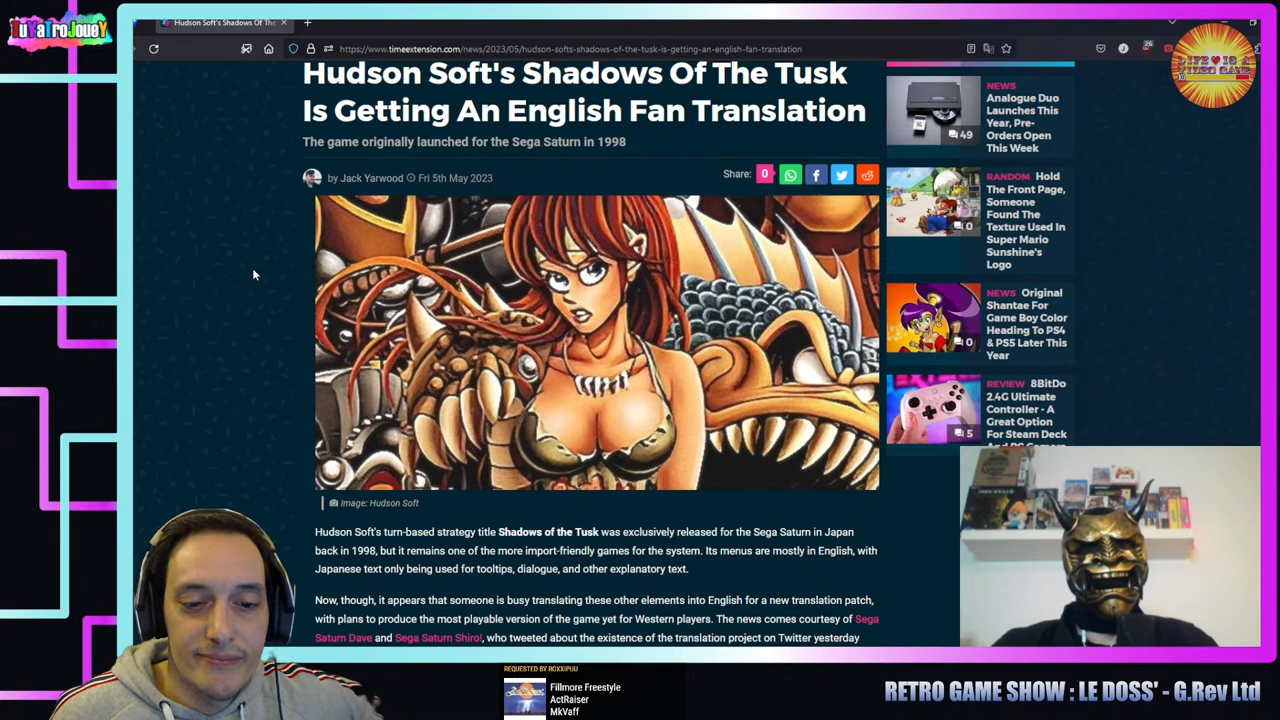 TuYaTroJoueY
Hudson Soft's Shadows Of The
https://www.timeextension.com/news/2023/05/hudson-softs-shadows-of-the-tusk-is-getting-an-english-fan-translation
26
LIFE IS A
VIDEO GAME
Hudson Soft's Shadows Of The Tusk
Is Getting An English Fan Translation
The game originally launched for the Sega Saturn in 1998
by Jack Yarwood Fri 5th May 2023
Share: 0
Image: Hudson Soft
Hudson Soft's turn-based strategy title Shadows of the Tusk was exclusively released for the Sega Saturn in Japan
back in 1998, but it remains one of the more import-friendly games for the system. Its menus are mostly in English, with
Japanese text only being used for tooltips, dialogue, and other explanatory text.
Now, though, it appears that someone is busy translating these other elements into English for a new translation patch,
with plans to produce the most playable version of the game yet for Western players. The news comes courtesy of Sega
Saturn Dave and Sega Saturn Shiro!, who tweeted about the existence of the translation project on Twitter yesterday
NEWS
Analogue Duo
Launches This
Year, Pre-
Orders Open
This Week
49
RANDOM Hold
The Front Page,
Someone
Found The
Texture Used In
Super Mario
Sunshine's
Logo
0
NEWS Original
Shantae For
Game Boy Color
Heading To PS4
& PS5 Later This
Year
0
REVIEW 8BitDo
2.4G Ultimate
Controller - A
Great Option
For Steam Deck
And PC Gamers
5
REQUESTED BY ROXXIPUU
Fillmore Freestyle
ActRaiser
MkVaff
RETRO GAME SHOW : LE DOSS' - G.Rev Ltd